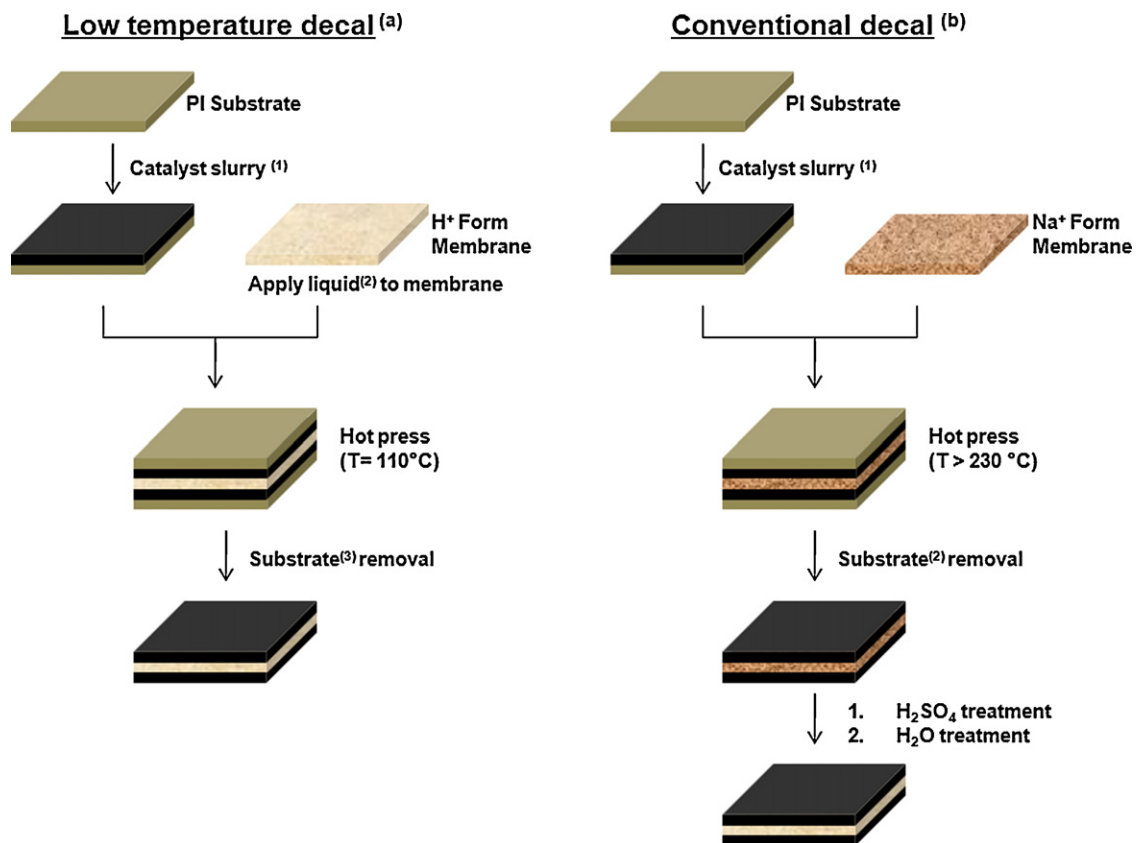 Low temperature decal (a)
PI Substrate
Catalyst slurry (1)
H+ Form
Membrane
Apply liquid(2) to membrane
Hot press
(T= 110°C)
Substrate(3) removal
Conventional decal (b)
PI Substrate
Catalyst slurry (1)
Na+ Form
Membrane
Hot press
(T > 230 °C)
Substrate(2) removal
1. H2SO4 treatment
2. H2O treatment